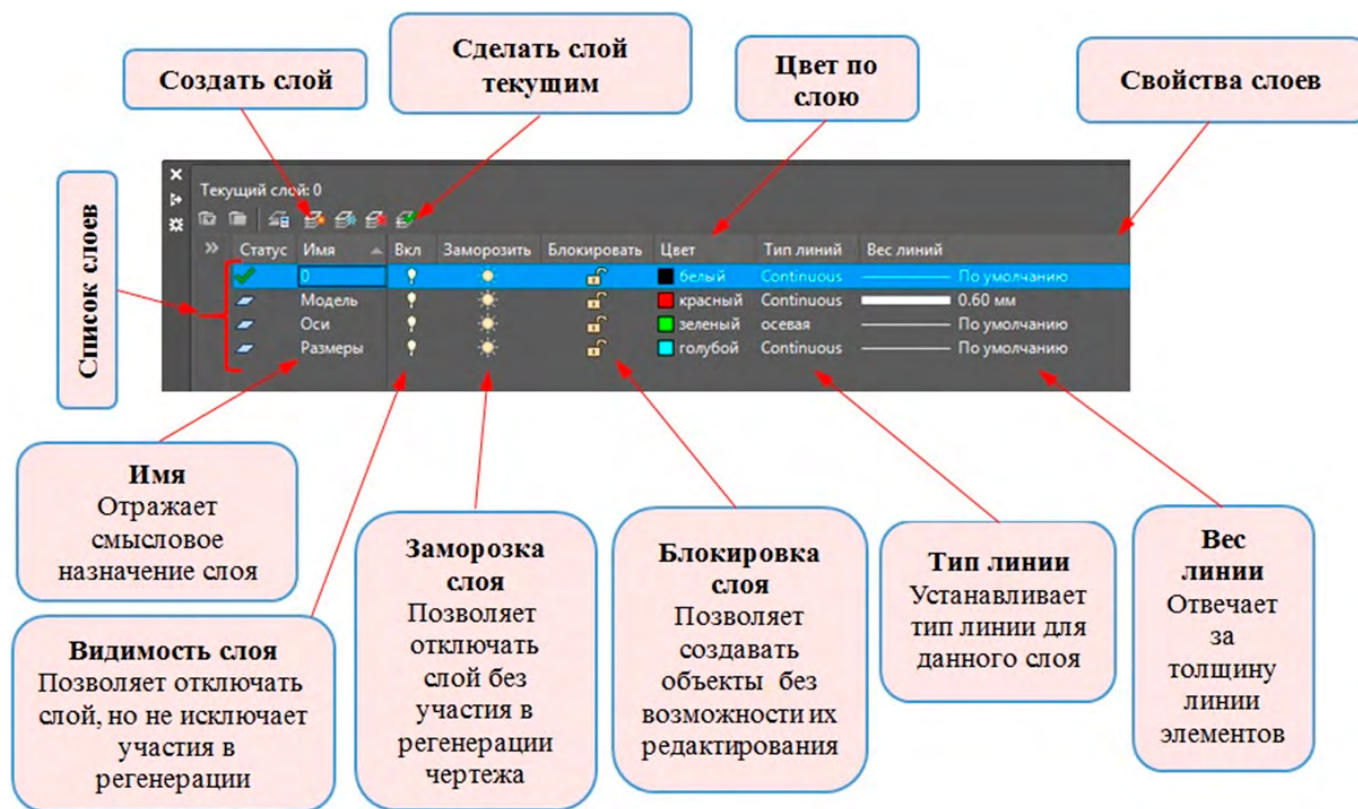 Создать слой
Сделать слой
текущим
Цвет по
слою
Свойства слоев
Список слоев
Текущий слой: 0
Статус Имя Вкл Заморозить Блокировать Цвет Тип линий Вес линий
0 белый Continuous По умолчанию
Модель красный Continuous 0.60 мм
Оси зеленый осевая По умолчанию
Размеры голубой Continuous По умолчанию
Имя
Отражает
смысловое
назначение слоя
Видимость слоя
Позволяет отключать
слой, но не исключает
участия в
регенерации
Заморозка
слоя
Позволяет
отключать
слой без
участия в
регенерации
чертежа
Блокировка
слоя
Позволяет
создавать
объекты без
возможности их
редактирования
Тип линии
Устанавливает
тип линии для
данного слоя
Вес
линии
Отвечает
за
толщину
линии
элементов